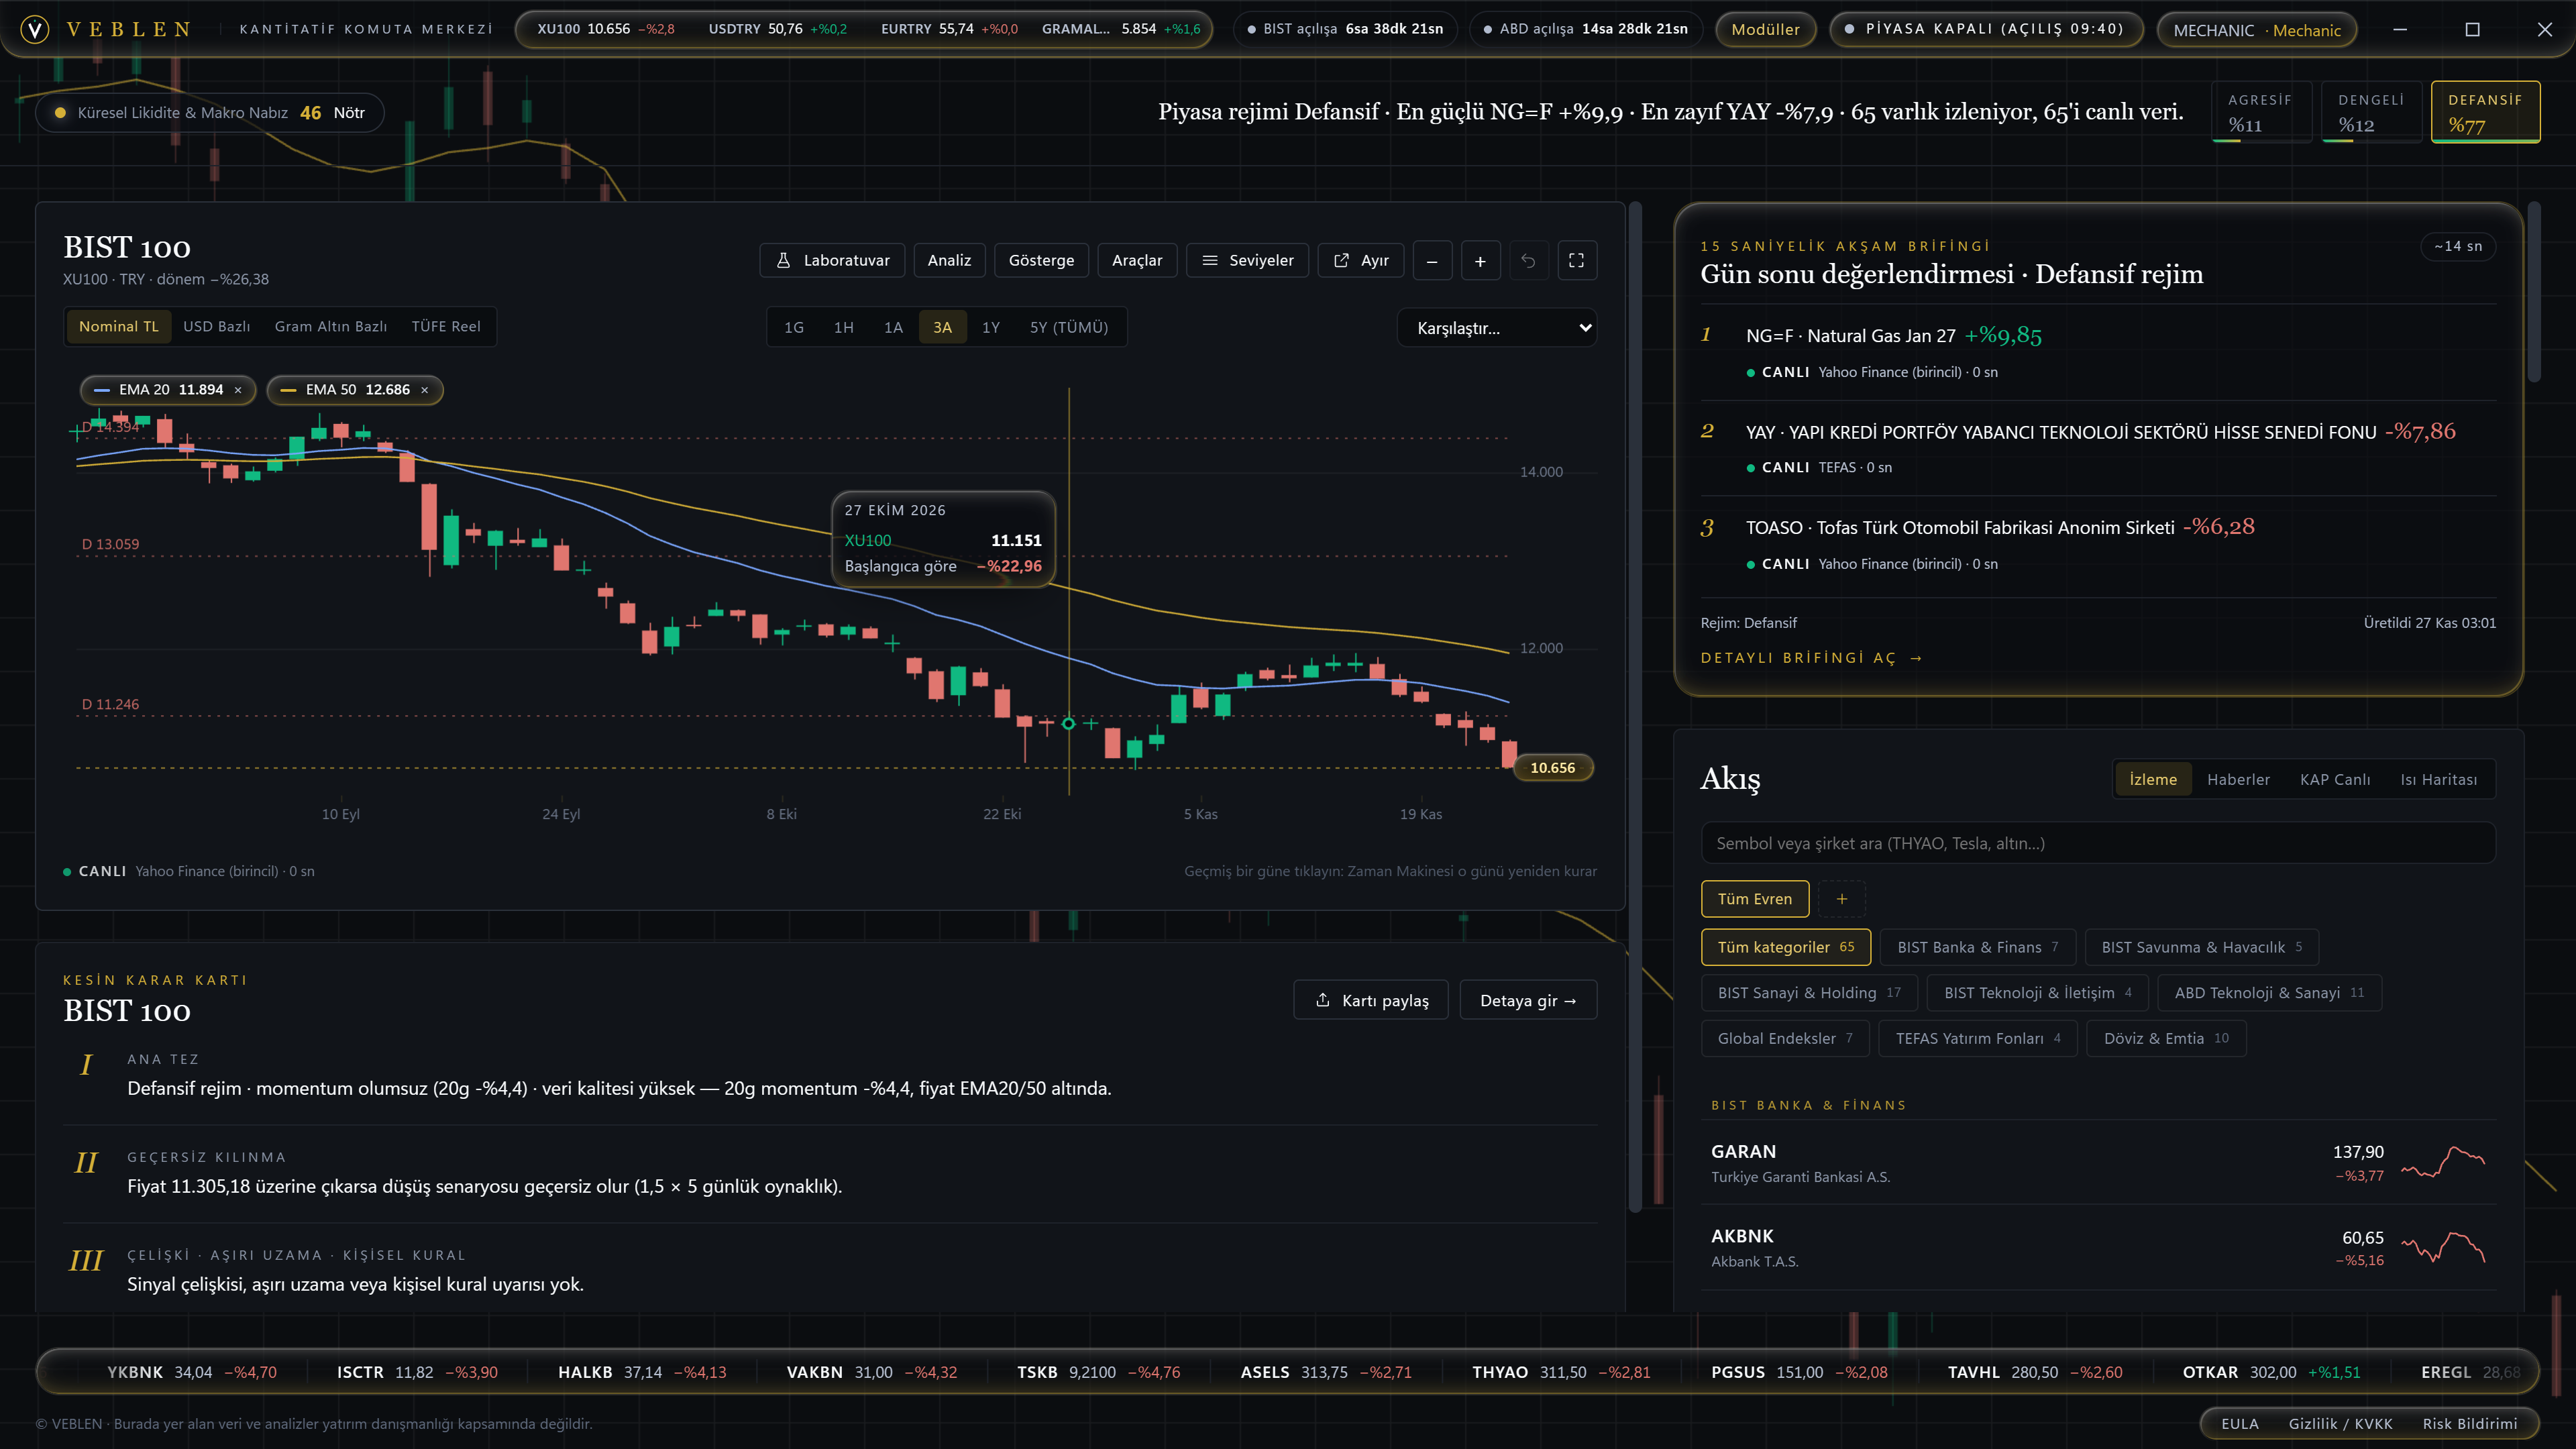 VEBLEN
KANTİTATİF KOMUTA MERKEZİ
XU100 10.656 −%2,8 USDTRY 50,76 +%0,2 EURTRY 55,74 +%0,0 GRAMAL... 5.854 +%1,6
BIST açılışa 6sa 38dk 21sn
ABD açılışa 14sa 28dk 21sn
Modüller
PİYASA KAPALI (AÇILIŞ 09:40)
MECHANIC · Mechanic
Küresel Likidite & Makro Nabız 46 Nötr
Piyasa rejimi Defansif · En güçlü NG=F +%9,9 · En zayıf YAY -%7,9 · 65 varlık izleniyor, 65'i canlı veri.
AGRESİF
%11
DENGELİ
%12
DEFANSİF
%77
BIST 100
XU100 · TRY · dönem −%26,38
Laboratuvar Analiz Gösterge Araçlar Seviyeler Ayır − +
Nominal TL USD Bazlı Gram Altın Bazlı TÜFE Reel
1G 1H 1A 3A 1Y 5Y (TÜMÜ)
Karşılaştır...
EMA 20 11.894 ×
EMA 50 12.686 ×
D 14.394
14.000
27 EKİM 2026
XU100 11.151
Başlangıca göre −%22,96
D 13.059
12.000
D 11.246
10.656
10 Eyl 24 Eyl 8 Eki 22 Eki 5 Kas 19 Kas
CANLI Yahoo Finance (birincil) · 0 sn
Geçmiş bir güne tıklayın: Zaman Makinesi o günü yeniden kurar
KESİN KARAR KARTI
BIST 100
Kartı paylaş
Detaya gir →
I ANA TEZ
Defansif rejim · momentum olumsuz (20g -%4,4) · veri kalitesi yüksek — 20g momentum -%4,4, fiyat EMA20/50 altında.
II GEÇERSİZ KILINMA
Fiyat 11.305,18 üzerine çıkarsa düşüş senaryosu geçersiz olur (1,5 × 5 günlük oynaklık).
III ÇELİŞKİ · AŞIRI UZAMA · KİŞİSEL KURAL
Sinyal çelişkisi, aşırı uzama veya kişisel kural uyarısı yok.
15 SANİYELİK AKŞAM BRİFİNGİ
~14 sn
Gün sonu değerlendirmesi · Defansif rejim
1 NG=F · Natural Gas Jan 27 +%9,85
CANLI Yahoo Finance (birincil) · 0 sn
2 YAY · YAPI KREDİ PORTFÖY YABANCI TEKNOLOJİ SEKTÖRÜ HİSSE SENEDİ FONU -%7,86
CANLI TEFAS · 0 sn
3 TOASO · Tofas Türk Otomobil Fabrikasi Anonim Sirketi -%6,28
CANLI Yahoo Finance (birincil) · 0 sn
Rejim: Defansif
Üretildi 27 Kas 03:01
DETAYLI BRİFİNGİ AÇ →
Akış
İzleme Haberler KAP Canlı Isı Haritası
Sembol veya şirket ara (THYAO, Tesla, altın...)
Tüm Evren +
Tüm kategoriler 65 BIST Banka & Finans 7 BIST Savunma & Havacılık 5
BIST Sanayi & Holding 17 BIST Teknoloji & İletişim 4 ABD Teknoloji & Sanayi 11
Global Endeksler 7 TEFAS Yatırım Fonları 4 Döviz & Emtia 10
BIST BANKA & FİNANS
GARAN 137,90
Turkiye Garanti Bankasi A.S. −%3,77
AKBNK 60,65
Akbank T.A.S. −%5,16
YKBNK 34,04 −%4,70 ISCTR 11,82 −%3,90 HALKB 37,14 −%4,13 VAKBN 31,00 −%4,32 TSKB 9,2100 −%4,76 ASELS 313,75 −%2,71 THYAO 311,50 −%2,81 PGSUS 151,00 −%2,08 TAVHL 280,50 −%2,60 OTKAR 302,00 +%1,51 EREGL 28,68
© VEBLEN · Burada yer alan veri ve analizler yatırım danışmanlığı kapsamında değildir.
EULA Gizlilik / KVKK Risk Bildirimi